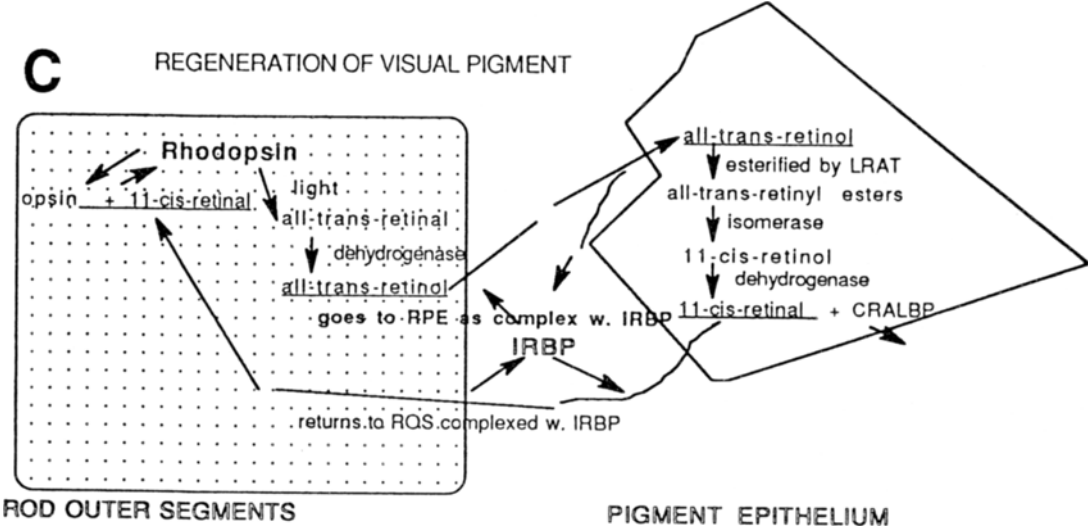 C
REGENERATION OF VISUAL PIGMENT
Rhodopsin
opsin + 11-cis-retinal
light
all-trans-retinal
dehydrogenase
all-trans-retinol
goes to RPE as complex w. IRBP
IRBP
returns to ROS complexed w. IRBP
ROD OUTER SEGMENTS
all-trans-retinol
esterified by LRAT
all-trans-retinyl esters
isomerase
11-cis-retinol
dehydrogenase
11-cis-retinal + CRALBP
PIGMENT EPITHELIUM